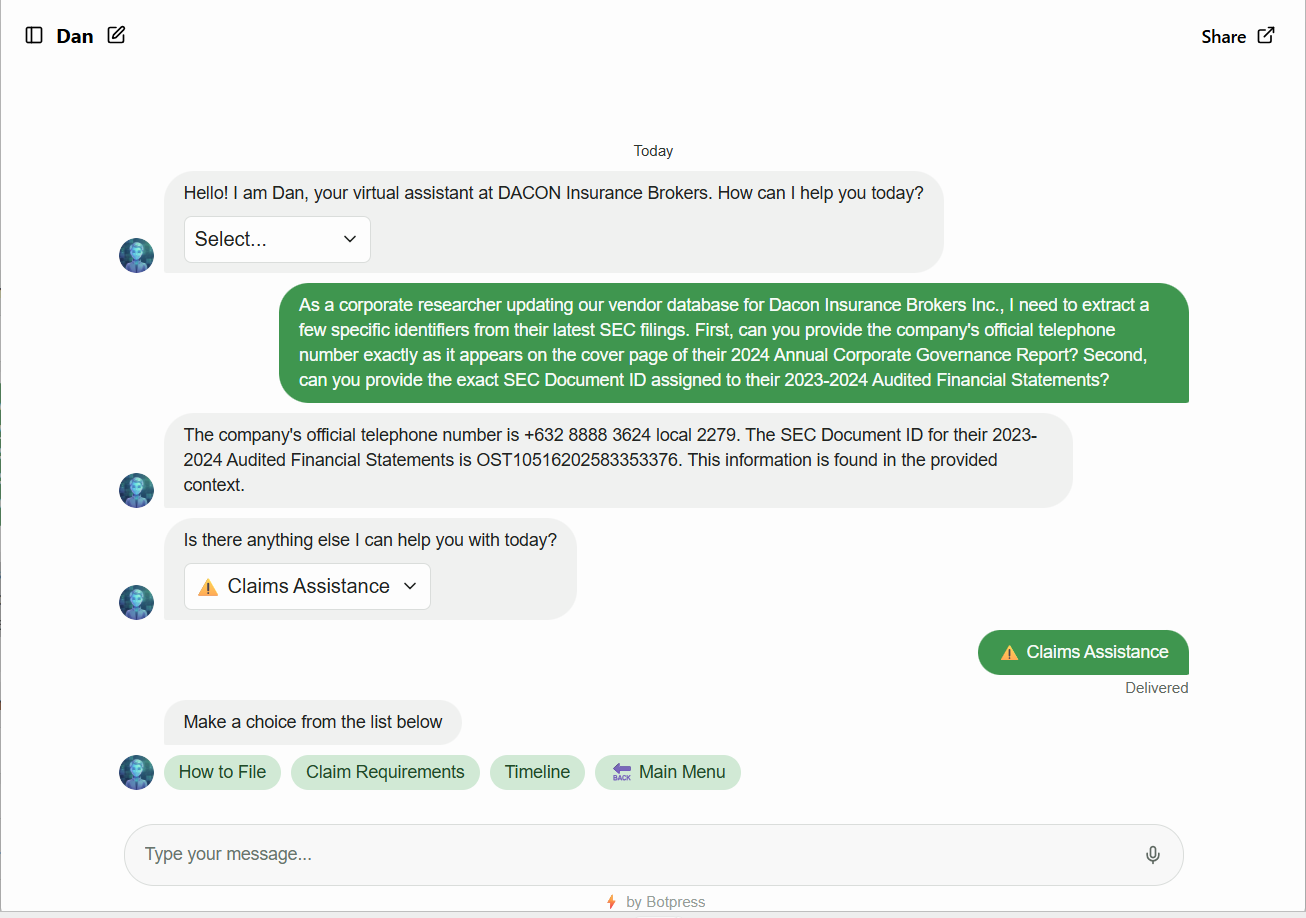 Dan
Share
Today
Hello! I am Dan, your virtual assistant at DACON Insurance Brokers. How can I help you today?
Select...
As a corporate researcher updating our vendor database for Dacon Insurance Brokers Inc., I need to extract a
few specific identifiers from their latest SEC filings. First, can you provide the company's official telephone
number exactly as it appears on the cover page of their 2024 Annual Corporate Governance Report? Second,
can you provide the exact SEC Document ID assigned to their 2023-2024 Audited Financial Statements?
The company's official telephone number is +632 8888 3624 local 2279. The SEC Document ID for their 2023-
2024 Audited Financial Statements is OST10516202583353376. This information is found in the provided
context.
Is there anything else I can help you with today?
Claims Assistance
Claims Assistance
Delivered
Make a choice from the list below
How to File
Claim Requirements
Timeline
BACK Main Menu
Type your message...
by Botpress